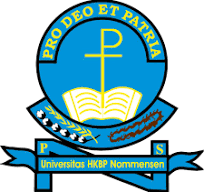 PRO DEO ET PATRIA
P S
Universitas HKBP Nommensen